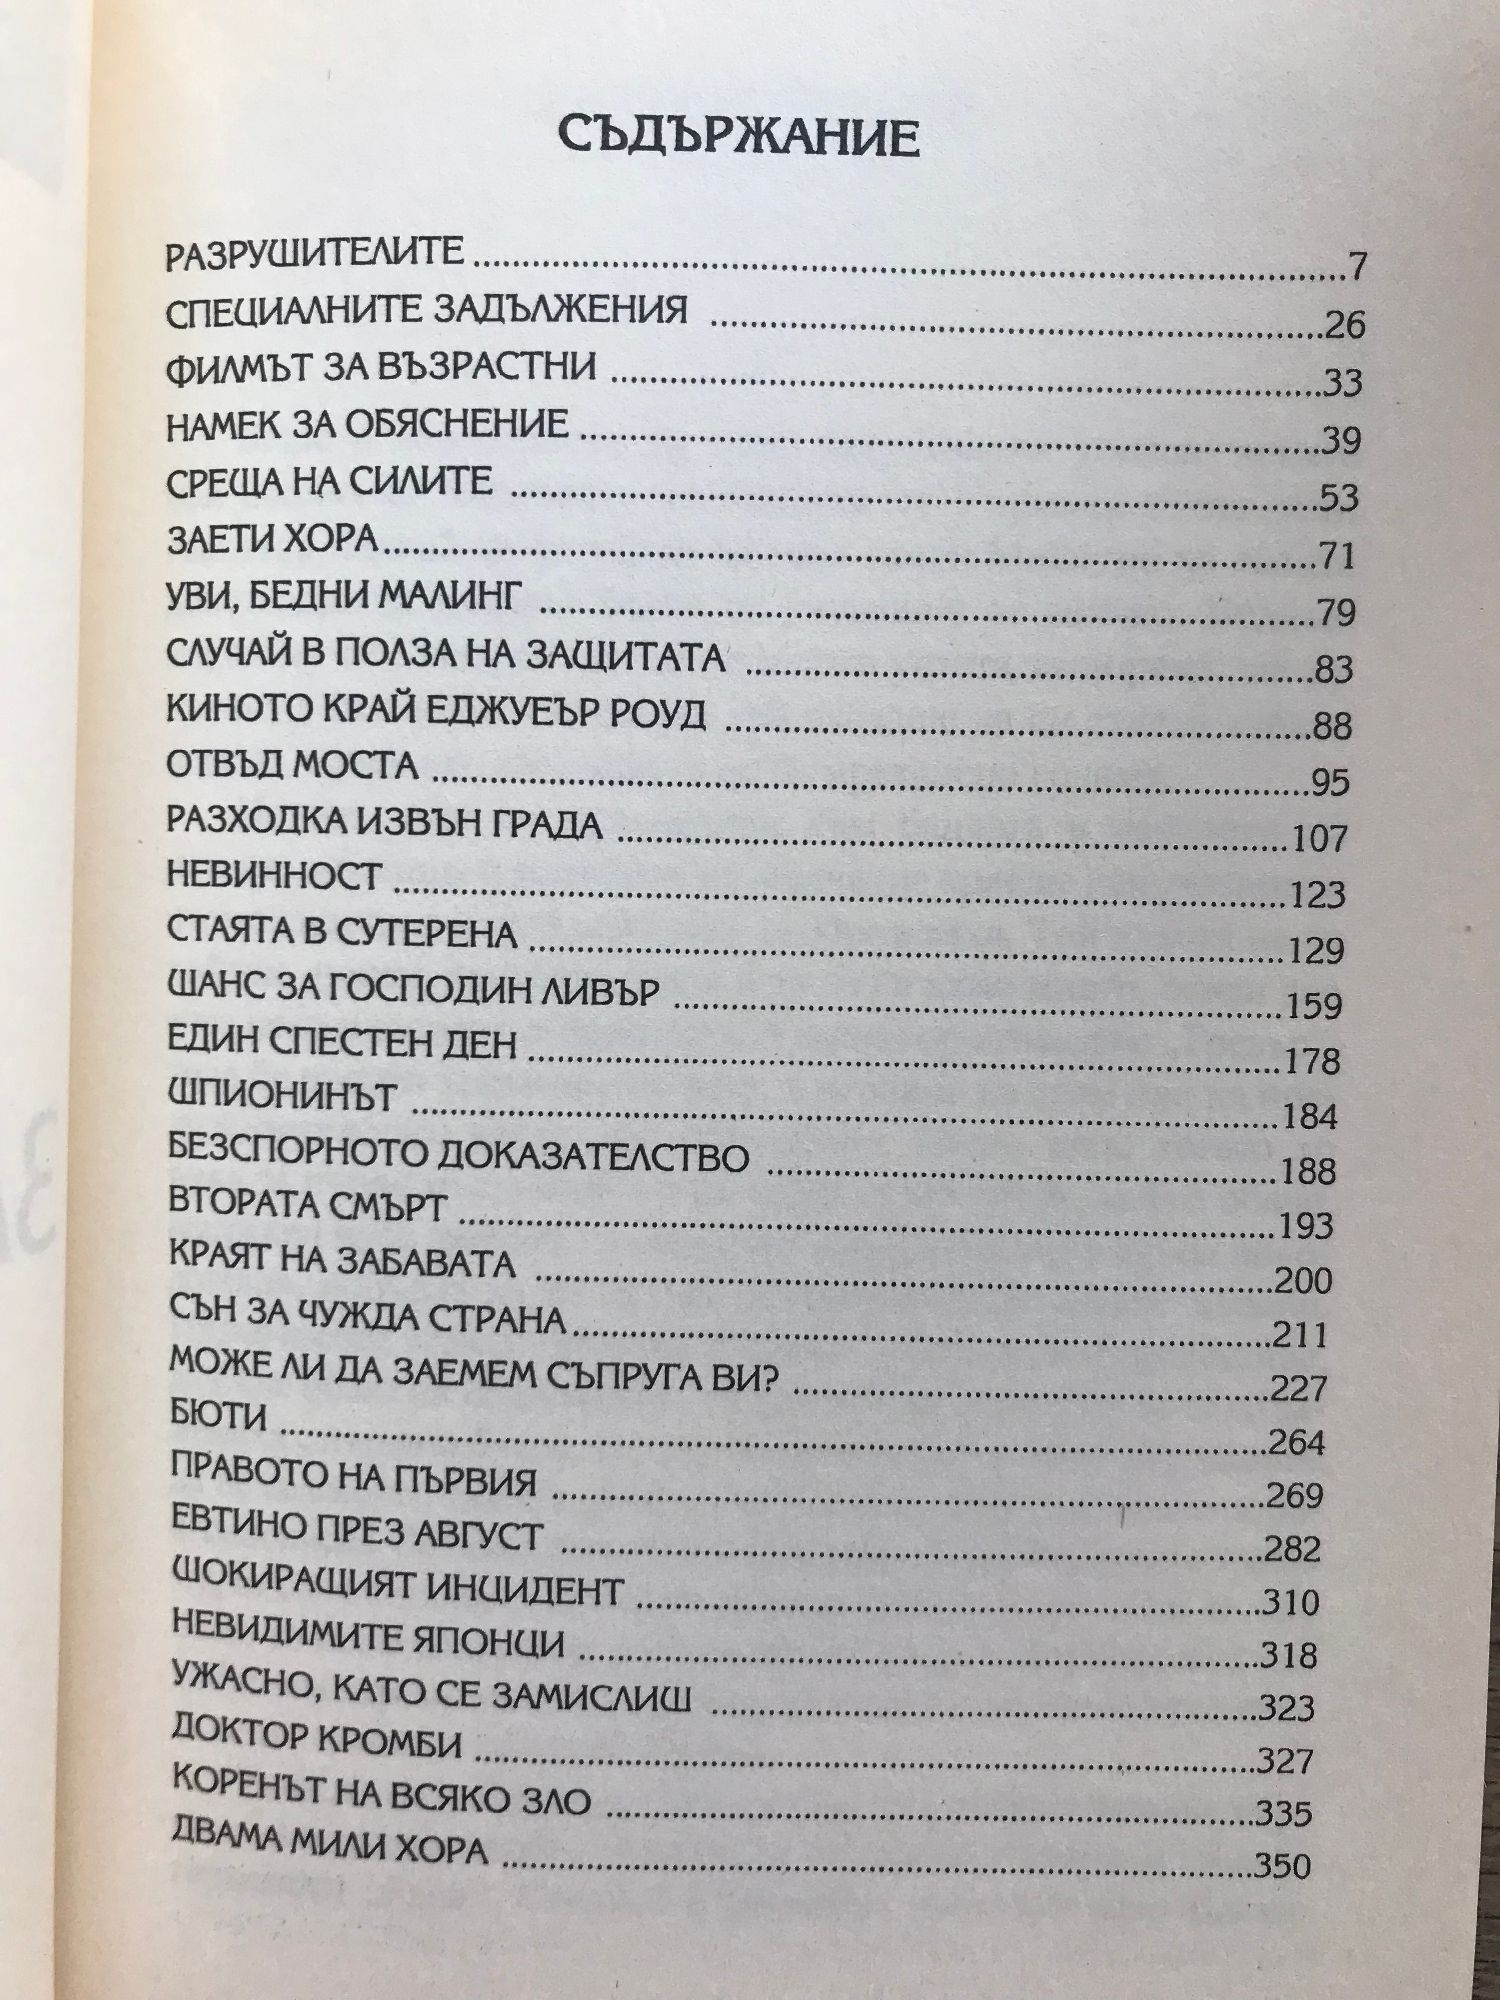 СЪДЪРЖАНИЕ
РАЗРУШИТЕЛИТЕ ........ 7
СПЕЦИАЛНИТЕ ЗАДЪЛЖЕНИЯ ........ 26
ФИЛМЪТ ЗА ВЪЗРАСТНИ ........ 33
НАМЕК ЗА ОБЯСНЕНИЕ ........ 39
СРЕЩА НА СИЛИТЕ ........ 53
ЗАЕТИ ХОРА ........ 71
УВИ, БЕДНИ МАЛИНГ ........ 79
СЛУЧАЙ В ПОЛЗА НА ЗАЩИТАТА ........ 83
КИНОТО КРАЙ ЕДЖУЕЪР РОУД ........ 88
ОТВЪД МОСТА ........ 95
РАЗХОДКА ИЗВЪН ГРАДА ........ 107
НЕВИННОСТ ........ 123
СТАЯТА В СУТЕРЕНА ........ 129
ШАНС ЗА ГОСПОДИН ЛИВЪР ........ 159
ЕДИН СПЕСТЕН ДЕН ........ 178
ШПИОНИНЪТ ........ 184
БЕЗСПОРНОТО ДОКАЗАТЕЛСТВО ........ 188
ВТОРАТА СМЪРТ ........ 193
КРАЯТ НА ЗАБАВАТА ........ 200
СЪН ЗА ЧУЖДА СТРАНА ........ 211
МОЖЕ ЛИ ДА ЗАЕМЕМ СЪПРУГА ВИ? ........ 227
БЮТИ ........ 264
ПРАВОТО НА ПЪРВИЯ ........ 269
ЕВТИНО ПРЕЗ АВГУСТ ........ 282
ШОКИРАЩИЯТ ИНЦИДЕНТ ........ 310
НЕВИДИМИТЕ ЯПОНЦИ ........ 318
УЖАСНО, КАТО СЕ ЗАМИСЛИШ ........ 323
ДОКТОР КРОМБИ ........ 327
КОРЕНЪТ НА ВСЯКО ЗЛО ........ 335
ДВАМА МИЛИ ХОРА ........ 350